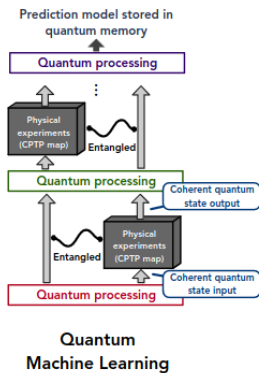 Prediction model stored in
quantum memory
Quantum processing
⋮
Physical
experiments
(CPTP map)
Entangled
Quantum processing
Coherent quantum
state output
Physical
experiments
(CPTP map)
Entangled
Coherent quantum
state input
Quantum processing
Quantum
Machine Learning